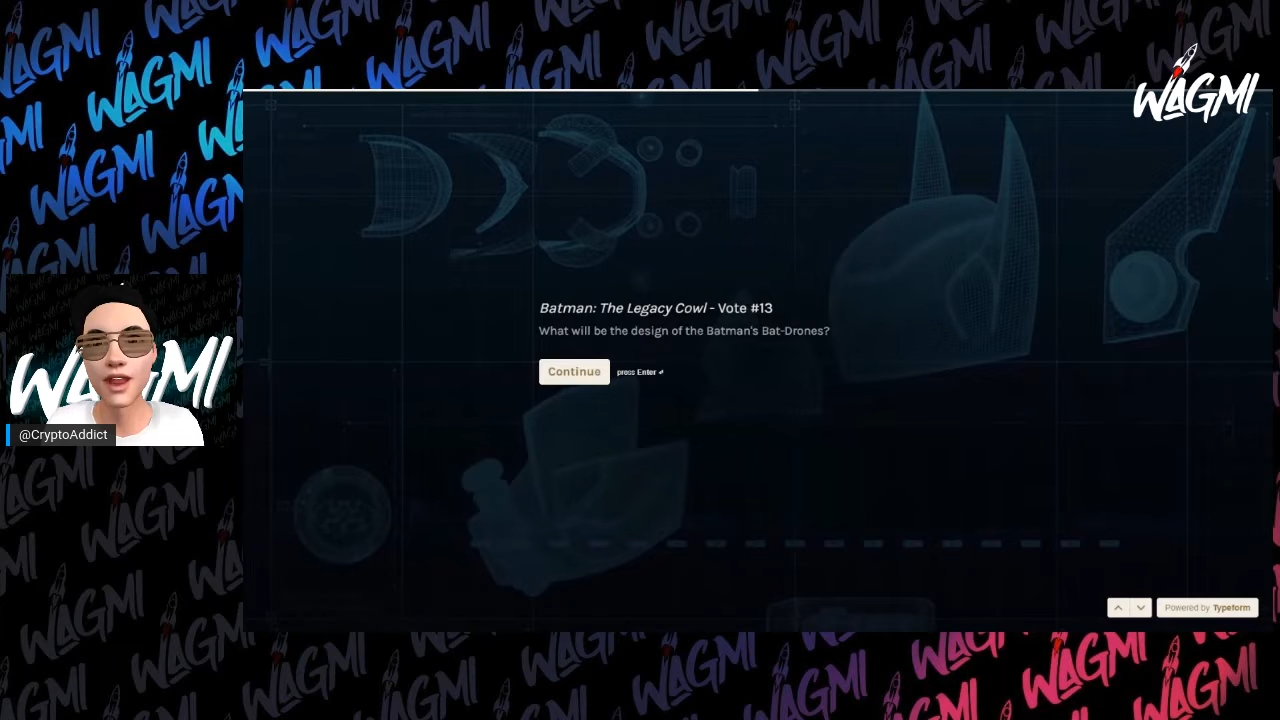 WAGMI
Batman: The Legacy Cowl - Vote #13
What will be the design of the Batman's Bat-Drones?
Continue
press Enter ↵
WAGMI
@CryptoAddict
Powered by Typeform